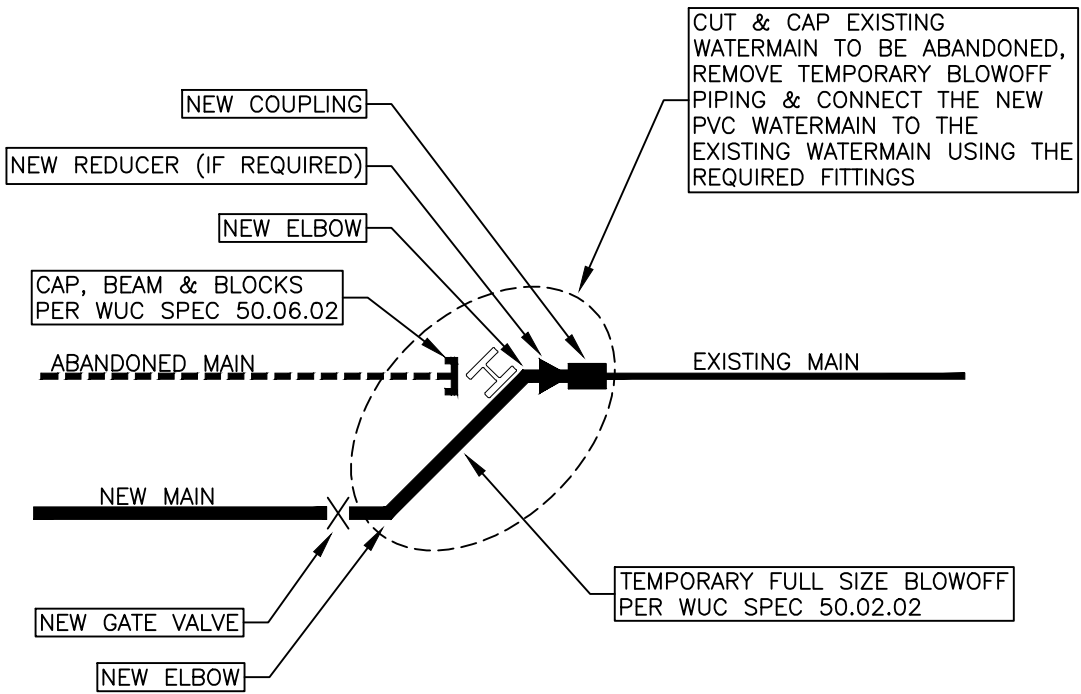 CUT & CAP EXISTING
WATERMAIN TO BE ABANDONED,
REMOVE TEMPORARY BLOWOFF
PIPING & CONNECT THE NEW
PVC WATERMAIN TO THE
EXISTING WATERMAIN USING THE
REQUIRED FITTINGS
NEW COUPLING
NEW REDUCER (IF REQUIRED)
NEW ELBOW
CAP, BEAM & BLOCKS
PER WUC SPEC 50.06.02
ABANDONED MAIN
EXISTING MAIN
NEW MAIN
TEMPORARY FULL SIZE BLOWOFF
PER WUC SPEC 50.02.02
NEW GATE VALVE
NEW ELBOW